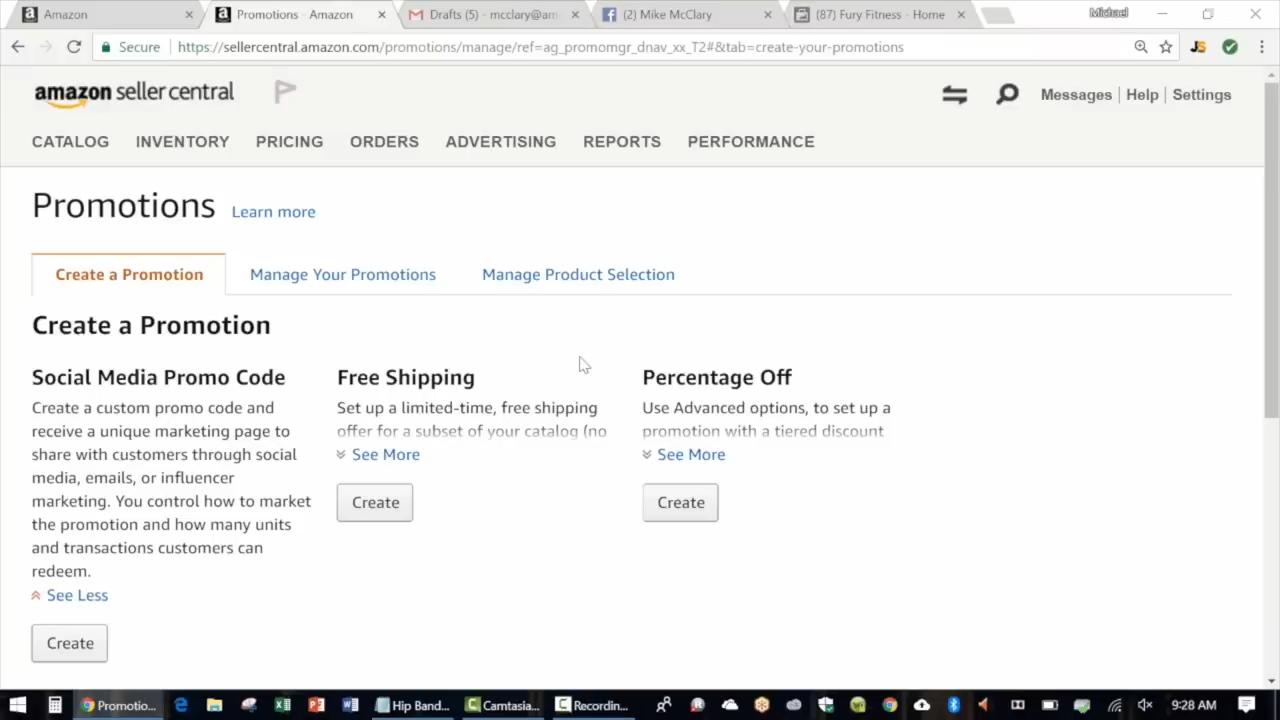 Amazon
Promotions - Amazon
Drafts (5) - mcclary@am
(2) Mike McClary
(87) Fury Fitness - Home
Michael
Secure
https://sellercentral.amazon.com/promotions/manage/ref=ag_promomgr_dnav_xx_T2#&tab=create-your-promotions
JS
amazon seller central
Messages | Help | Settings
CATALOG INVENTORY PRICING ORDERS ADVERTISING REPORTS PERFORMANCE
Promotions Learn more
Create a Promotion Manage Your Promotions Manage Product Selection
Create a Promotion
Social Media Promo Code
Create a custom promo code and
receive a unique marketing page to
share with customers through social
media, emails, or influencer
marketing. You control how to market
the promotion and how many units
and transactions customers can
redeem.
See Less
Create
Free Shipping
Set up a limited-time, free shipping
offer for a subset of your catalog (no
See More
Create
Percentage Off
Use Advanced options, to set up a
promotion with a tiered discount
See More
Create
Promotio...
Hip Band...
Camtasia...
Recordin...
9:28 AM